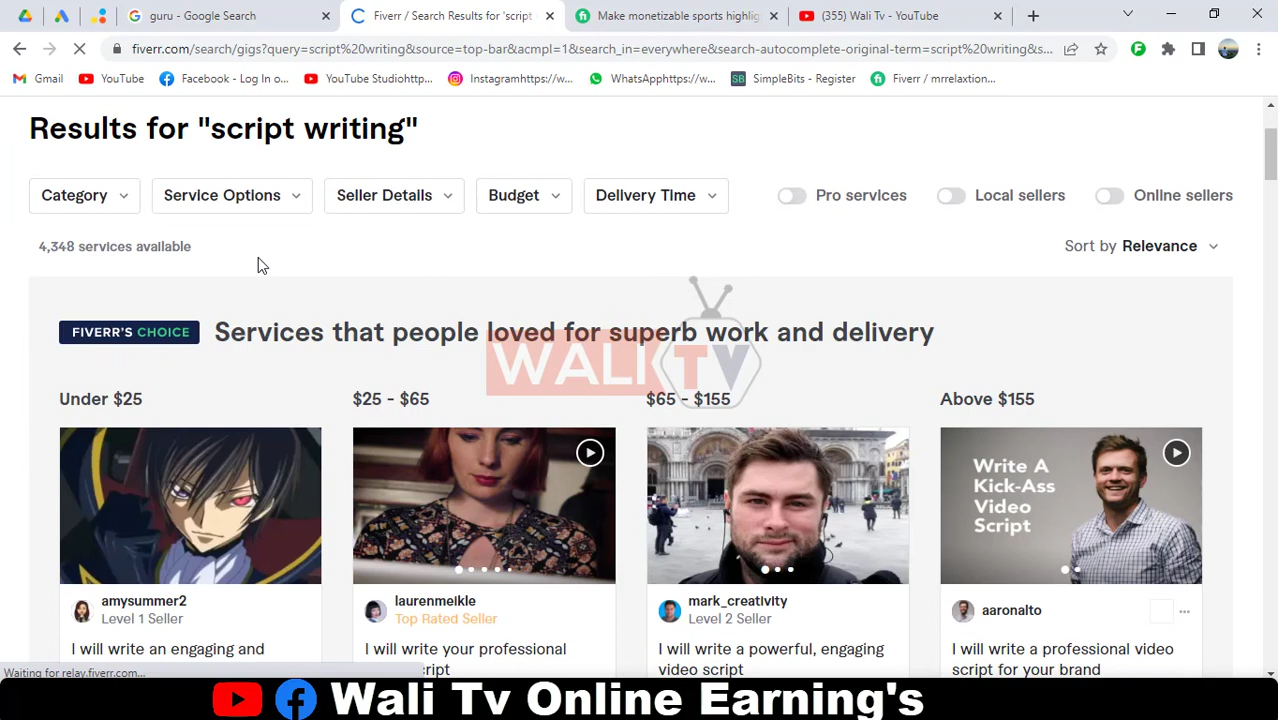 guru - Google Search
Fiverr / Search Results for 'script
Make monetizable sports highlig
(355) Wali Tv - YouTube
fiverr.com/search/gigs?query=script%20writing&source=top-bar&acmpl=1&search_in=everywhere&search-autocomplete-original-term=script%20writing&s...
Gmail
YouTube
Facebook - Log In o...
YouTube Studiohttp...
Instagramhttps://w...
WhatsApphttps://w...
SB
SimpleBits - Register
Fiverr / mrrelaxtion...
Results for "script writing"
Category
Service Options
Seller Details
Budget
Delivery Time
Pro services
Local sellers
Online sellers
4,348 services available
Sort by Relevance
FIVERR'S CHOICE
Services that people loved for superb work and delivery
WALI TV
Under $25
$25 - $65
$65 - $155
Above $155
Write A
Kick-Ass
Video
Script
amysummer2
Level 1 Seller
laurenmeikle
Top Rated Seller
mark_creativity
Level 2 Seller
aaronalto
I will write an engaging and
I will write your professional
script
I will write a powerful, engaging
video script
I will write a professional video
script for your brand
Waiting for relay.fiverr.com...
Wali Tv Online Earning's